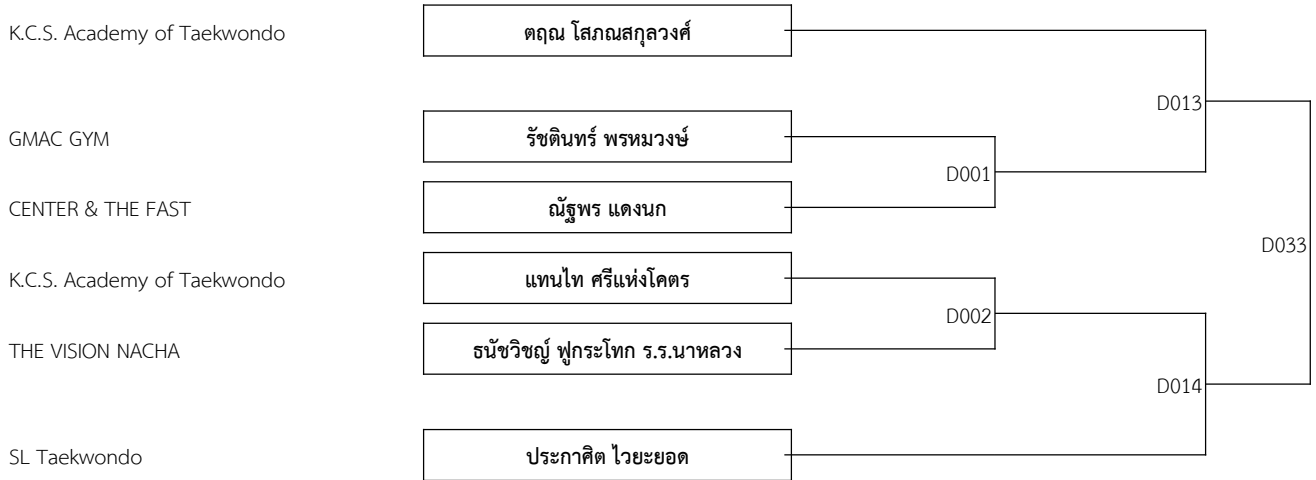 K.C.S. Academy of Taekwondo ตฤณ โสภณสกุลวงศ์
D013
GMAC GYM รัชตินทร์ พรหมวงษ์
D001
CENTER & THE FAST ณัฐพร แดงนก
D033
K.C.S. Academy of Taekwondo แทนไท ศรีแห่งโคตร
D002
THE VISION NACHA ธนัชวิชญ์ ฟูกระโทก ร.ร.นาหลวง
D014
SL Taekwondo ประกาศิต ไวยะยอด